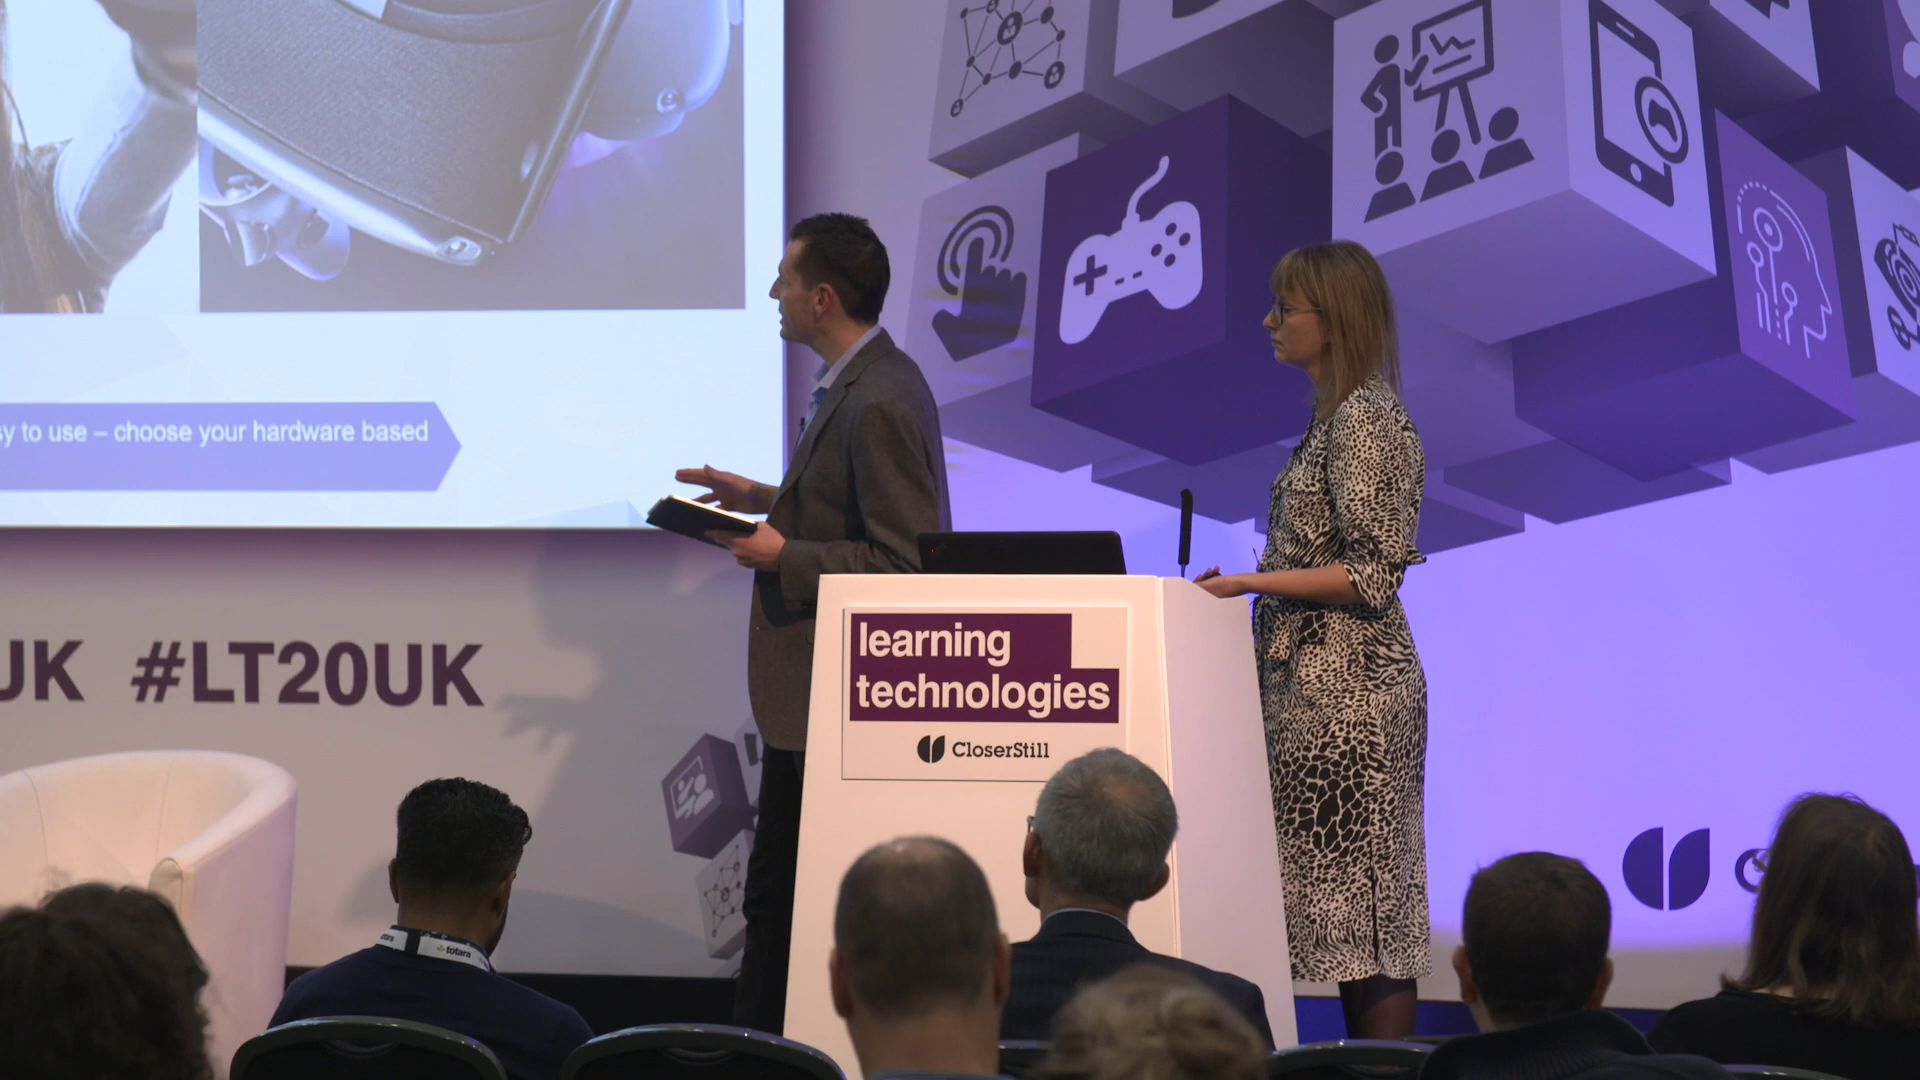 sy to use – choose your hardware based
UK #LT20UK
learning
technologies
CloserStill
totara